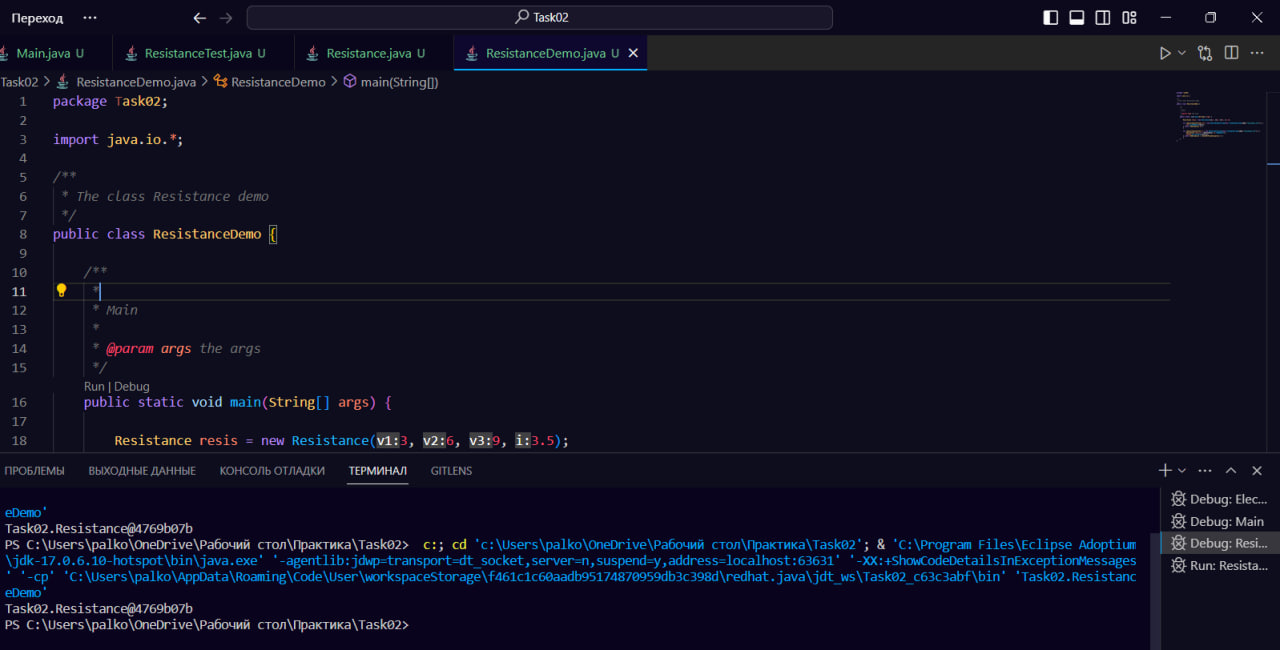 Переход ··· ← → Task02
Main.java U ResistanceTest.java U Resistance.java U ResistanceDemo.java U
Task02 > ResistanceDemo.java > ResistanceDemo > main(String[])
1 package Task02;
2
3 import java.io.*;
4
5 /**
6 * The class Resistance demo
7 */
8 public class ResistanceDemo {
9
10 /**
11 *
12 * Main
13 *
14 * @param args the args
15 */
Run | Debug
16 public static void main(String[] args) {
17
18 Resistance resis = new Resistance(v1:3, v2:6, v3:9, i:3.5);
ПРОБЛЕМЫ ВЫХОДНЫЕ ДАННЫЕ КОНСОЛЬ ОТЛАДКИ ТЕРМИНАЛ GITLENS
eDemo'
Task02.Resistance@4769b07b
PS C:\Users\palko\OneDrive\Рабочий стол\Практика\Task02> c:; cd 'c:\Users\palko\OneDrive\Рабочий стол\Практика\Task02'; & 'C:\Program Files\Eclipse Adoptium
\jdk-17.0.6.10-hotspot\bin\java.exe' '-agentlib:jdwp=transport=dt_socket,server=n,suspend=y,address=localhost:63631' '-XX:+ShowCodeDetailsInExceptionMessages
' '-cp' 'C:\Users\palko\AppData\Roaming\Code\User\workspaceStorage\f461c1c60aadb95174870959db3c398d\redhat.java\jdt_ws\Task02_c63c3abf\bin' 'Task02.Resistanc
eDemo'
Task02.Resistance@4769b07b
PS C:\Users\palko\OneDrive\Рабочий стол\Практика\Task02>
Debug: Elec...
Debug: Main
Debug: Resi...
Run: Resista...